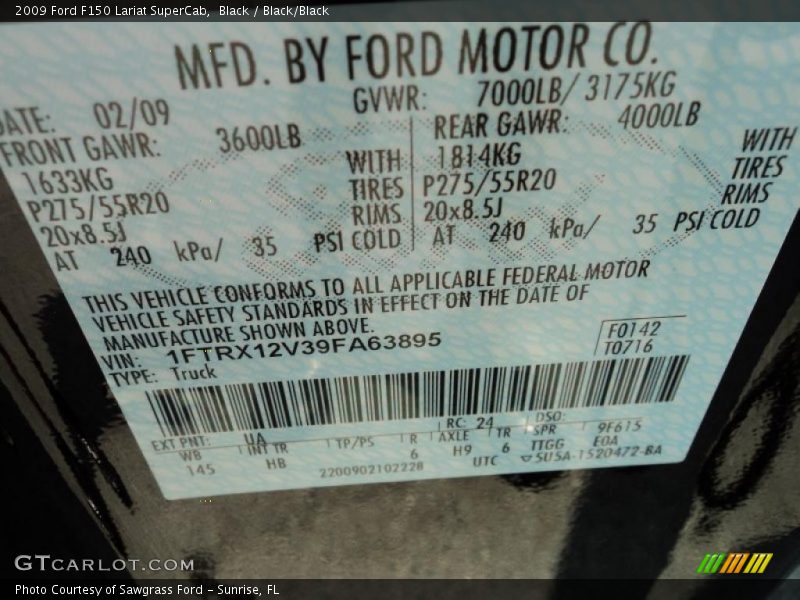 2009 Ford F150 Lariat SuperCab,  Black / Black/Black
MFD. BY FORD MOTOR CO.
DATE: 02/09 GVWR: 7000LB/ 3175KG
FRONT GAWR: 3600LB REAR GAWR: 4000LB
1633KG WITH 1814KG WITH
P275/55R20 TIRES P275/55R20 TIRES
20x8.5J RIMS 20x8.5J RIMS
AT 240 kPa/ 35 PSI COLD AT 240 kPa/ 35 PSI COLD
THIS VEHICLE CONFORMS TO ALL APPLICABLE FEDERAL MOTOR
VEHICLE SAFETY STANDARDS IN EFFECT ON THE DATE OF
MANUFACTURE SHOWN ABOVE.
VIN: 1FTRX12V39FA63895
F0142
TYPE: Truck
T0716
EXT PNT: UA RC: 24 DSO:
WB INT TR TP/PS R AXLE TR SPR 9F615
145 HB 6 H9 6 TTGG E0A
2200902102228 UTC ▽5U5A-1520472-BA
GTcarlot.com
Photo Courtesy of Sawgrass Ford - Sunrise, FL